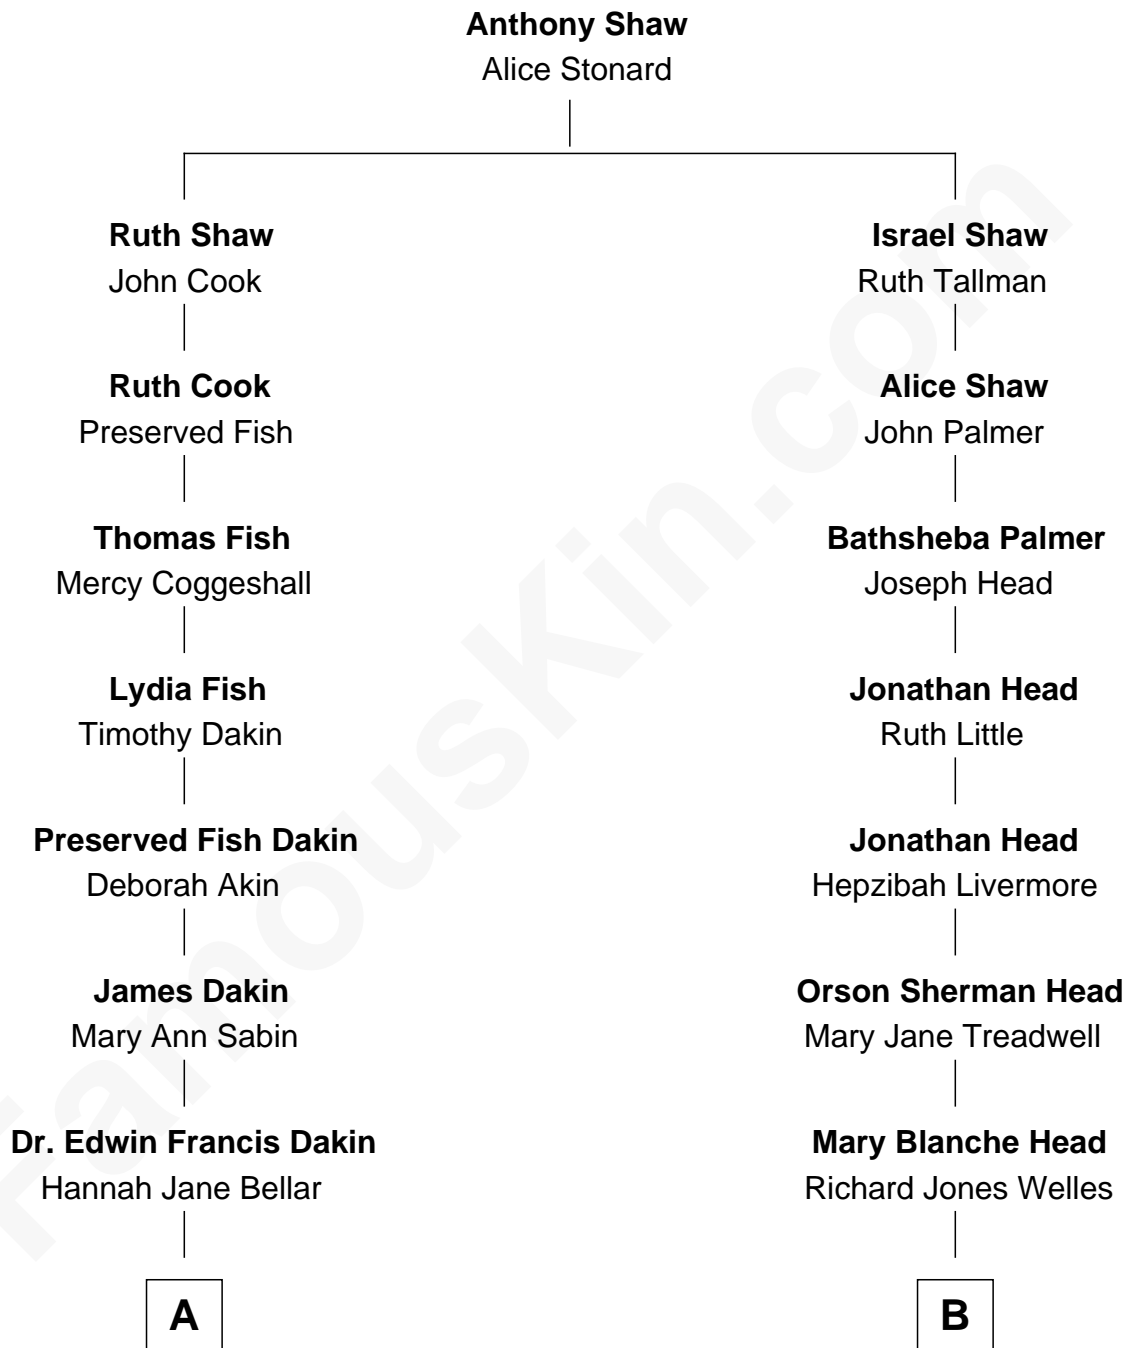 Anthony Shaw
Alice Stonard
Ruth Shaw
John Cook
Israel Shaw
Ruth Tallman
Ruth Cook
Preserved Fish
Alice Shaw
John Palmer
Thomas Fish
Mercy Coggeshall
Bathsheba Palmer
Joseph Head
Lydia Fish
Timothy Dakin
Jonathan Head
Ruth Little
Preserved Fish Dakin
Deborah Akin
Jonathan Head
Hepzibah Livermore
James Dakin
Mary Ann Sabin
Orson Sherman Head
Mary Jane Treadwell
Dr. Edwin Francis Dakin
Hannah Jane Bellar
Mary Blanche Head
Richard Jones Welles
A
B
FamousKin.com